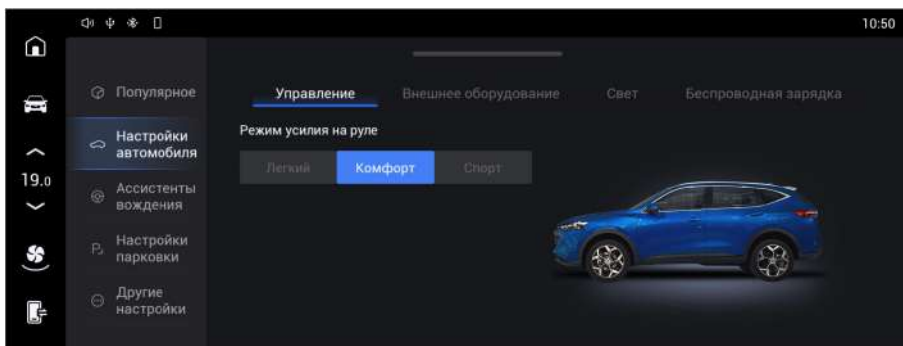 10:50
Популярное
Управление
Внешнее оборудование
Свет
Беспроводная зарядка
Настройки
автомобиля
Режим усилия на руле
Легкий
Комфорт
Спорт
19.0
Ассистенты
вождения
Настройки
парковки
Другие
настройки